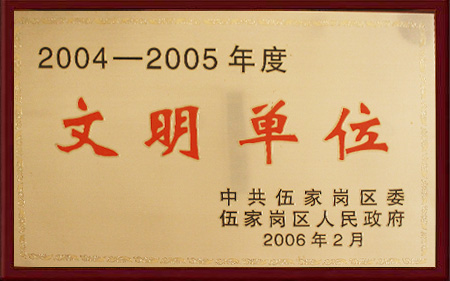 2004—2005年度
文明单位
中共伍家岗区委
伍家岗区人民政府
2006年2月